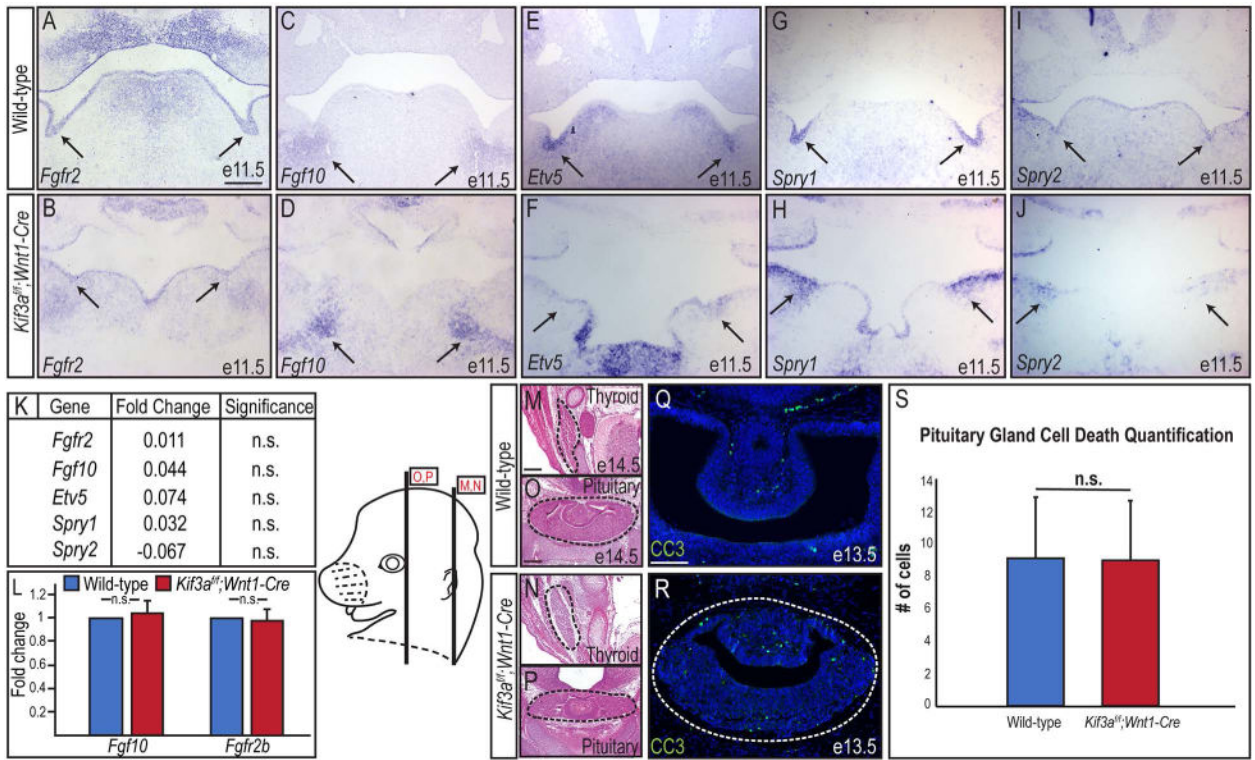 Wild-type
A
Fgfr2
e11.5
C
Fgf10
e11.5
E
Etv5
e11.5
G
Spry1
e11.5
I
Spry2
e11.5
Kif3a^f/f;Wnt1-Cre
B
Fgfr2
e11.5
D
Fgf10
e11.5
F
Etv5
e11.5
H
Spry1
e11.5
J
Spry2
e11.5
K Gene Fold Change Significance
Fgfr2 0.011 n.s.
Fgf10 0.044 n.s.
Etv5 0.074 n.s.
Spry1 0.032 n.s.
Spry2 -0.067 n.s.
L
Wild-type Kif3a^f/f;Wnt1-Cre
n.s. n.s.
Fold change
1.2
1
0.8
0.6
0.4
0.2
Fgf10 Fgfr2b
O,P
M,N
Wild-type
M Thyroid
e14.5
O Pituitary
e14.5
Q
CC3 e13.5
Kif3a^f/f;Wnt1-Cre
N
Thyroid
P
Pituitary
R
CC3 e13.5
S
Pituitary Gland Cell Death Quantification
n.s.
# of cells
14
12
10
8
6
4
2
0
Wild-type Kif3a^f/f;Wnt1-Cre